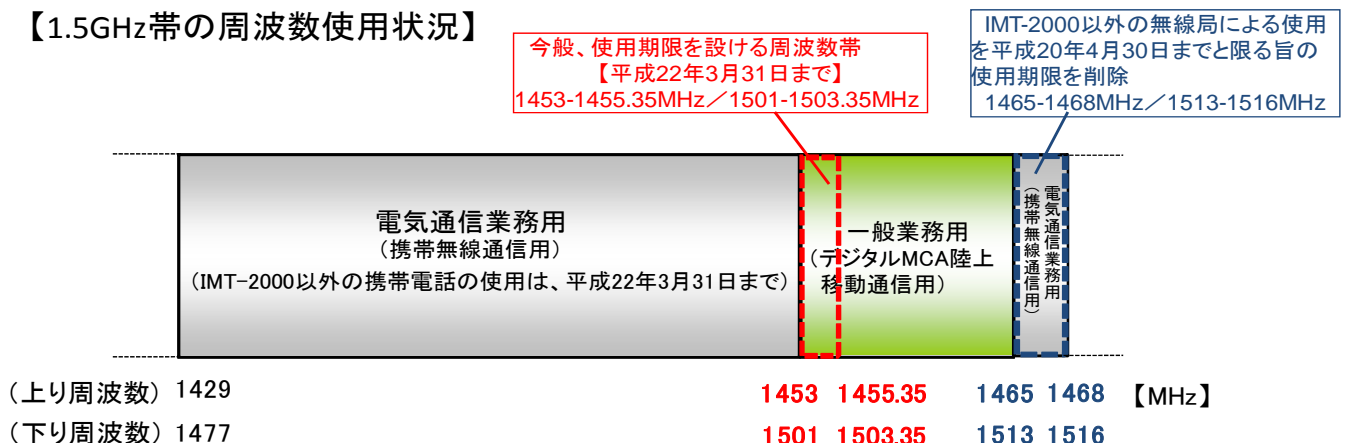 【1.5GHz帯の周波数使用状況】
今般、使用期限を設ける周波数帯
【平成22年3月31日まで】
1453-1455.35MHz／1501-1503.35MHz
IMT-2000以外の無線局による使用
を平成20年4月30日までと限る旨の
使用期限を削除
1465-1468MHz／1513-1516MHz
電気通信業務用
（携帯無線通信用）
（IMT-2000以外の携帯電話の使用は、平成22年3月31日まで）
一般業務用
（デジタルMCA陸上
移動通信用）
電気通信業務用
（携帯無線通信用）
（上り周波数） 1429 1453 1455.35 1465 1468 【MHz】
（下り周波数） 1477 1501 1503.35 1513 1516